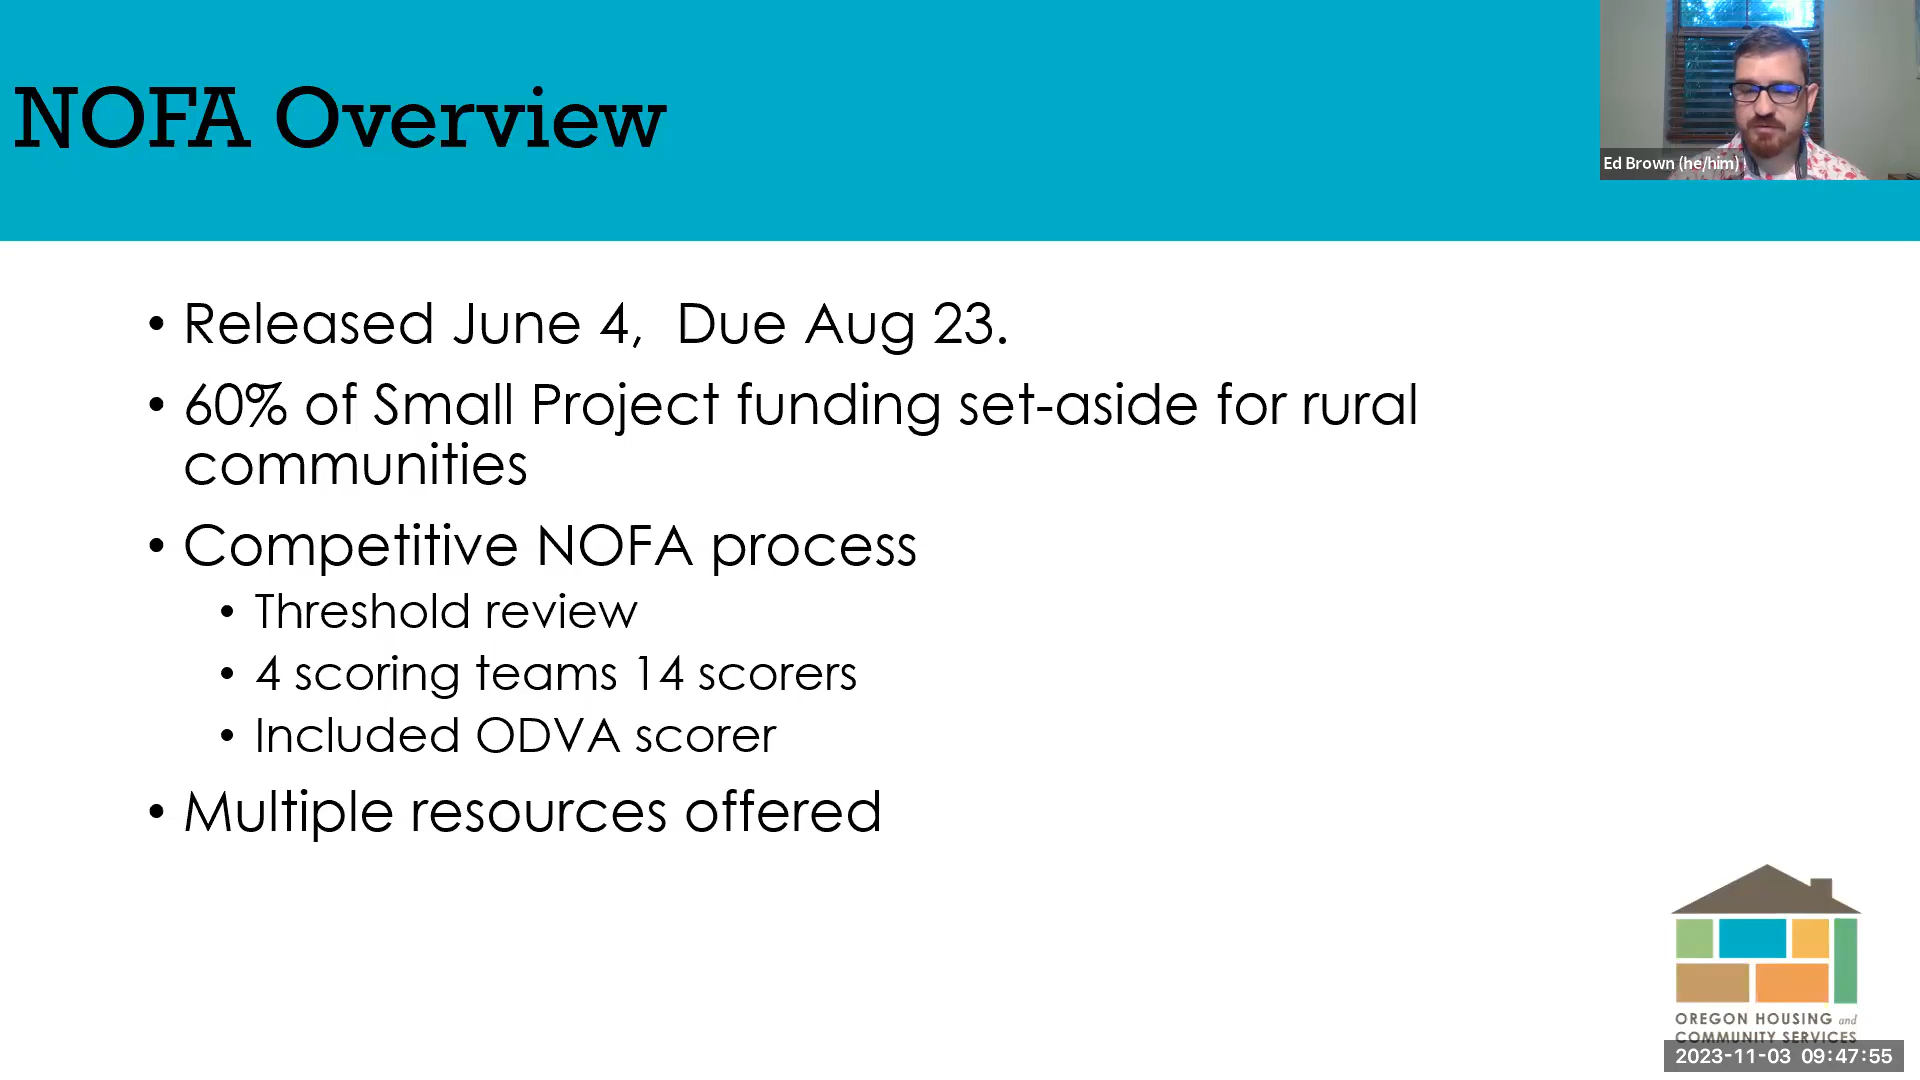 NOFA Overview
Ed Brown (he/him)
• Released June 4,  Due Aug 23.
• 60% of Small Project funding set-aside for rural
communities
• Competitive NOFA process
• Threshold review
• 4 scoring teams 14 scorers
• Included ODVA scorer
• Multiple resources offered
OREGON HOUSING and
COMMUNITY SERVICES
2023-11-03 09:47:55